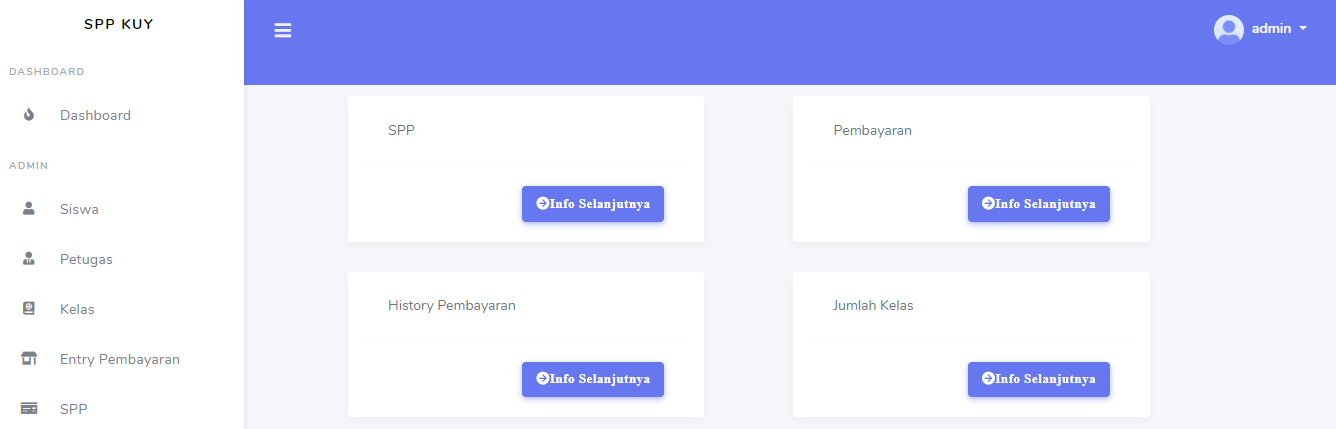 SPP KUY
DASHBOARD
Dashboard
ADMIN
Siswa
Petugas
Kelas
Entry Pembayaran
SPP
admin
SPP
Info Selanjutnya
Pembayaran
Info Selanjutnya
History Pembayaran
Info Selanjutnya
Jumlah Kelas
Info Selanjutnya